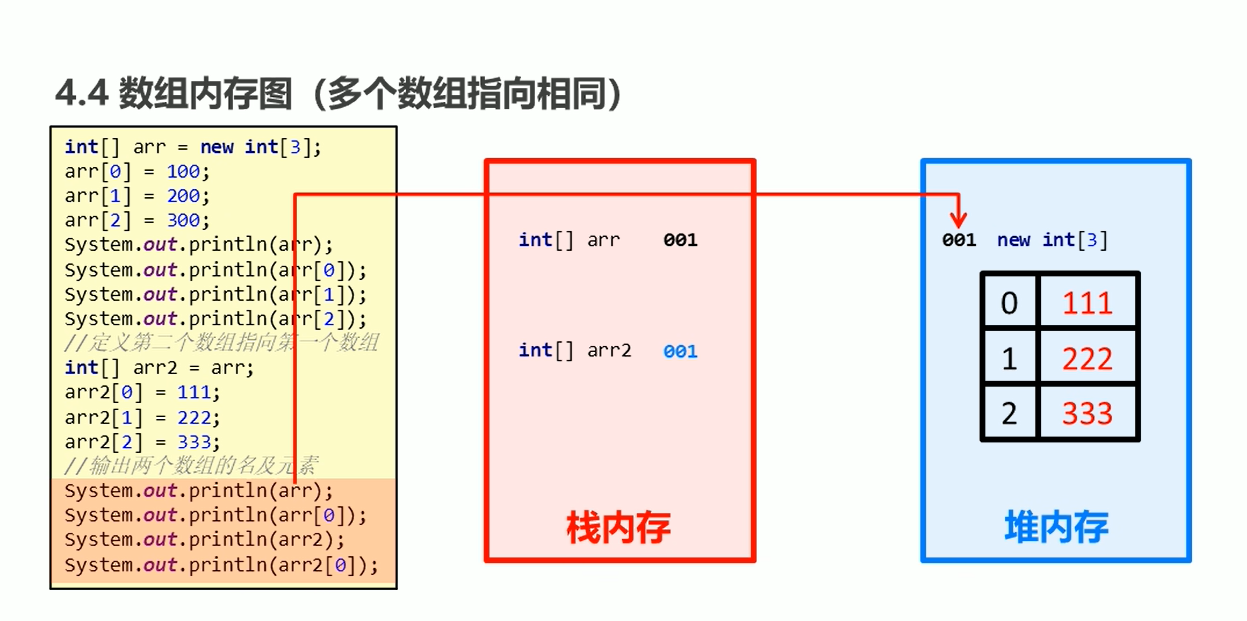 4.4 数组内存图（多个数组指向相同）
int[] arr = new int[3];
arr[0] = 100;
arr[1] = 200;
arr[2] = 300;
System.out.println(arr);
System.out.println(arr[0]);
System.out.println(arr[1]);
System.out.println(arr[2]);
//定义第二个数组指向第一个数组
int[] arr2 = arr;
arr2[0] = 111;
arr2[1] = 222;
arr2[2] = 333;
//输出两个数组的名及元素
System.out.println(arr);
System.out.println(arr[0]);
System.out.println(arr2);
System.out.println(arr2[0]);
int[] arr 001
int[] arr2 001
栈内存
001 new int[3]
0 111
1 222
2 333
堆内存